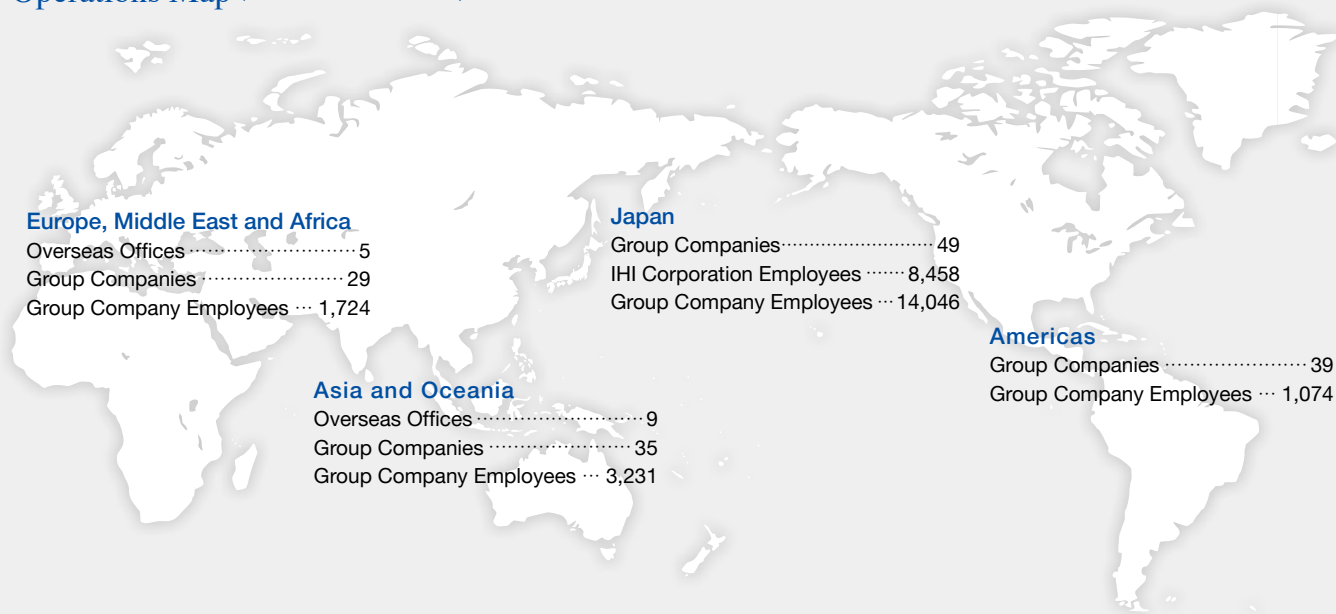 Operations Map
Europe, Middle East and Africa
Overseas Offices 5
Group Companies 29
Group Company Employees 1,724
Japan
Group Companies 49
IHI Corporation Employees 8,458
Group Company Employees 14,046
Americas
Group Companies 39
Group Company Employees 1,074
Asia and Oceania
Overseas Offices 9
Group Companies 35
Group Company Employees 3,231